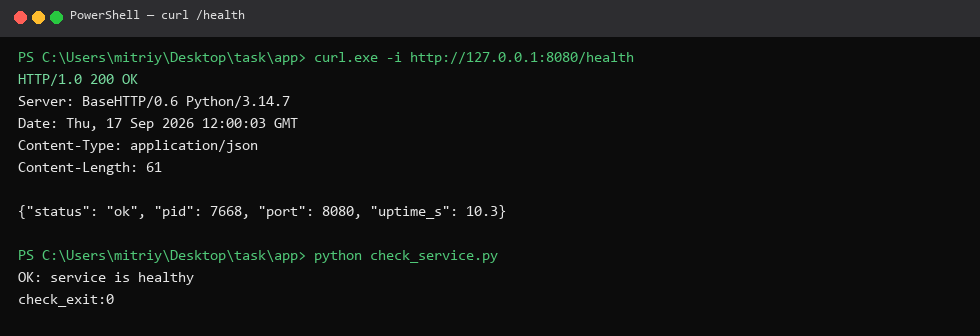 PowerShell — curl /health
PS C:\Users\mitriy\Desktop\task\app> curl.exe -i http://127.0.0.1:8080/health
HTTP/1.0 200 OK
Server: BaseHTTP/0.6 Python/3.14.7
Date: Thu, 17 Sep 2026 12:00:03 GMT
Content-Type: application/json
Content-Length: 61
{"status": "ok", "pid": 7668, "port": 8080, "uptime_s": 10.3}
PS C:\Users\mitriy\Desktop\task\app> python check_service.py
OK: service is healthy
check_exit:0